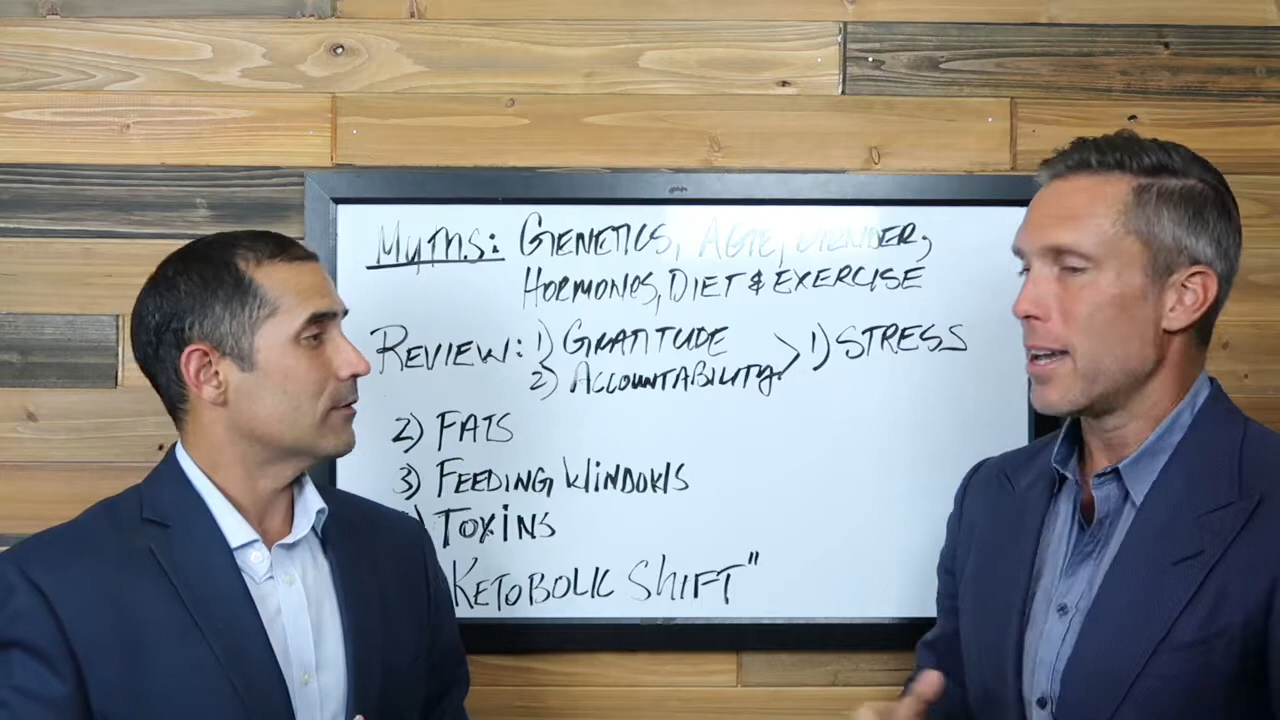 MYTHS: GENETICS, AGE, GENDER,
HORMONES, DIET & EXERCISE
REVIEW: 1) GRATITUDE > 1) STRESS
2) ACCOUNTABILITY
2) FATS
3) FEEDING WINDOWS
) TOXINS
KETOBOLIC SHIFT"